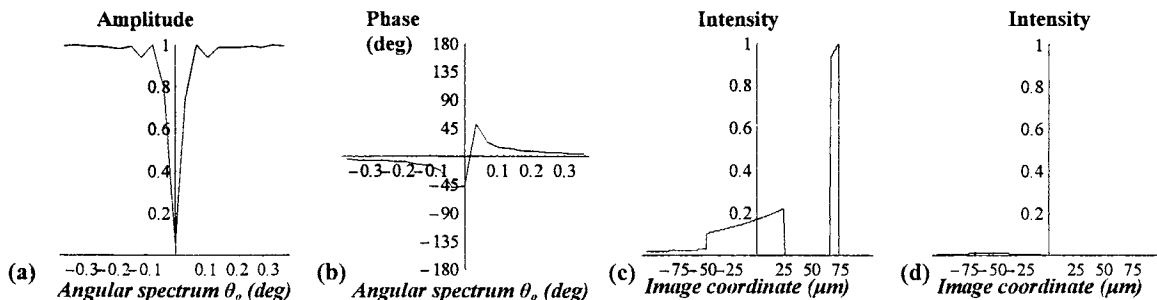 Amplitude
1
0.8
0.6
0.4
0.2
-0.3 -0.2 -0.1 0.1 0.2 0.3
(a) Angular spectrum θo (deg)
Phase
(deg)
180
135
90
45
-0.3 -0.2 -0.1 0.1 0.2 0.3
-45
-90
-135
-180
(b) Angular spectrum θo (deg)
Intensity
1
0.8
0.6
0.4
0.2
-75 -50 -25 25 50 75
(c) Image coordinate (μm)
Intensity
1
0.8
0.6
0.4
0.2
-75 -50 -25 25 50 75
(d) Image coordinate (μm)